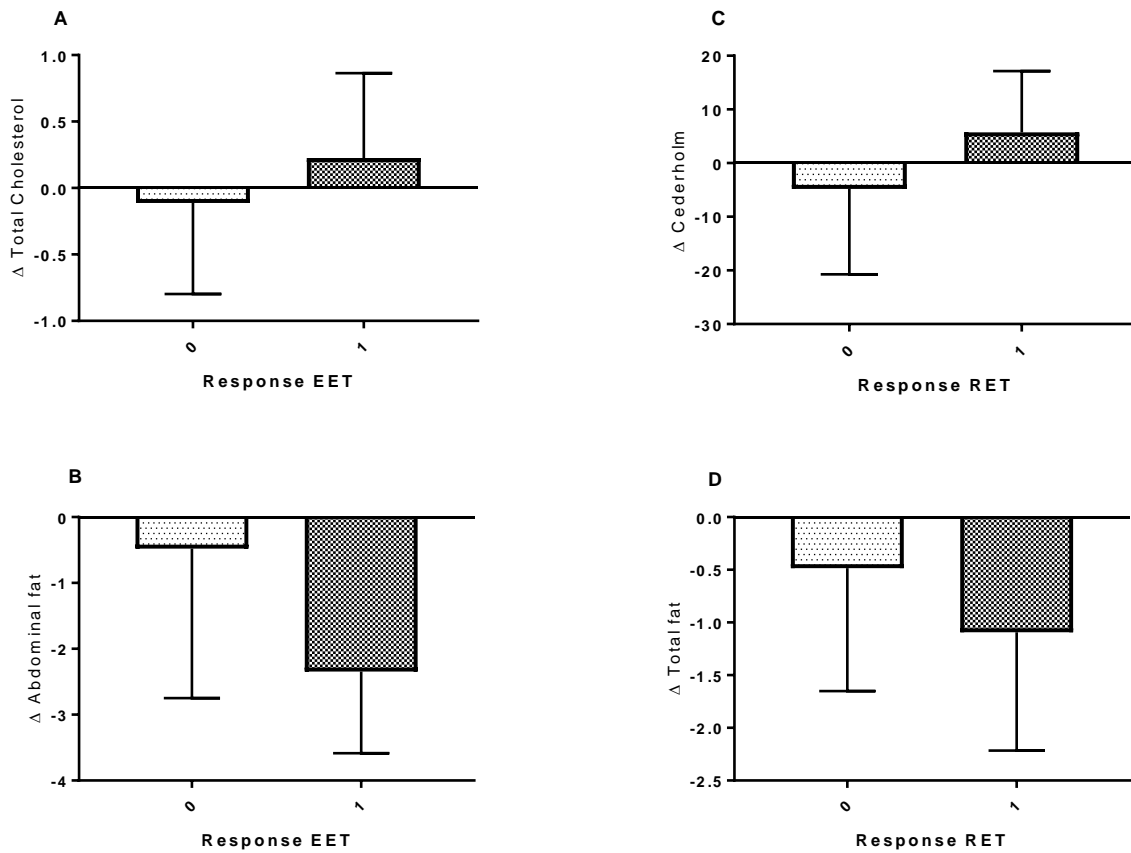 A
1.0
0.5
0.0
-0.5
-1.0
Δ Total Cholesterol
0
1
Response EET
C
20
10
0
-10
-20
-30
Δ Cederholm
0
1
Response RET
B
0
-1
-2
-3
-4
Δ Abdominal fat
0
1
Response EET
D
0.0
-0.5
-1.0
-1.5
-2.0
-2.5
Δ Total fat
0
1
Response RET